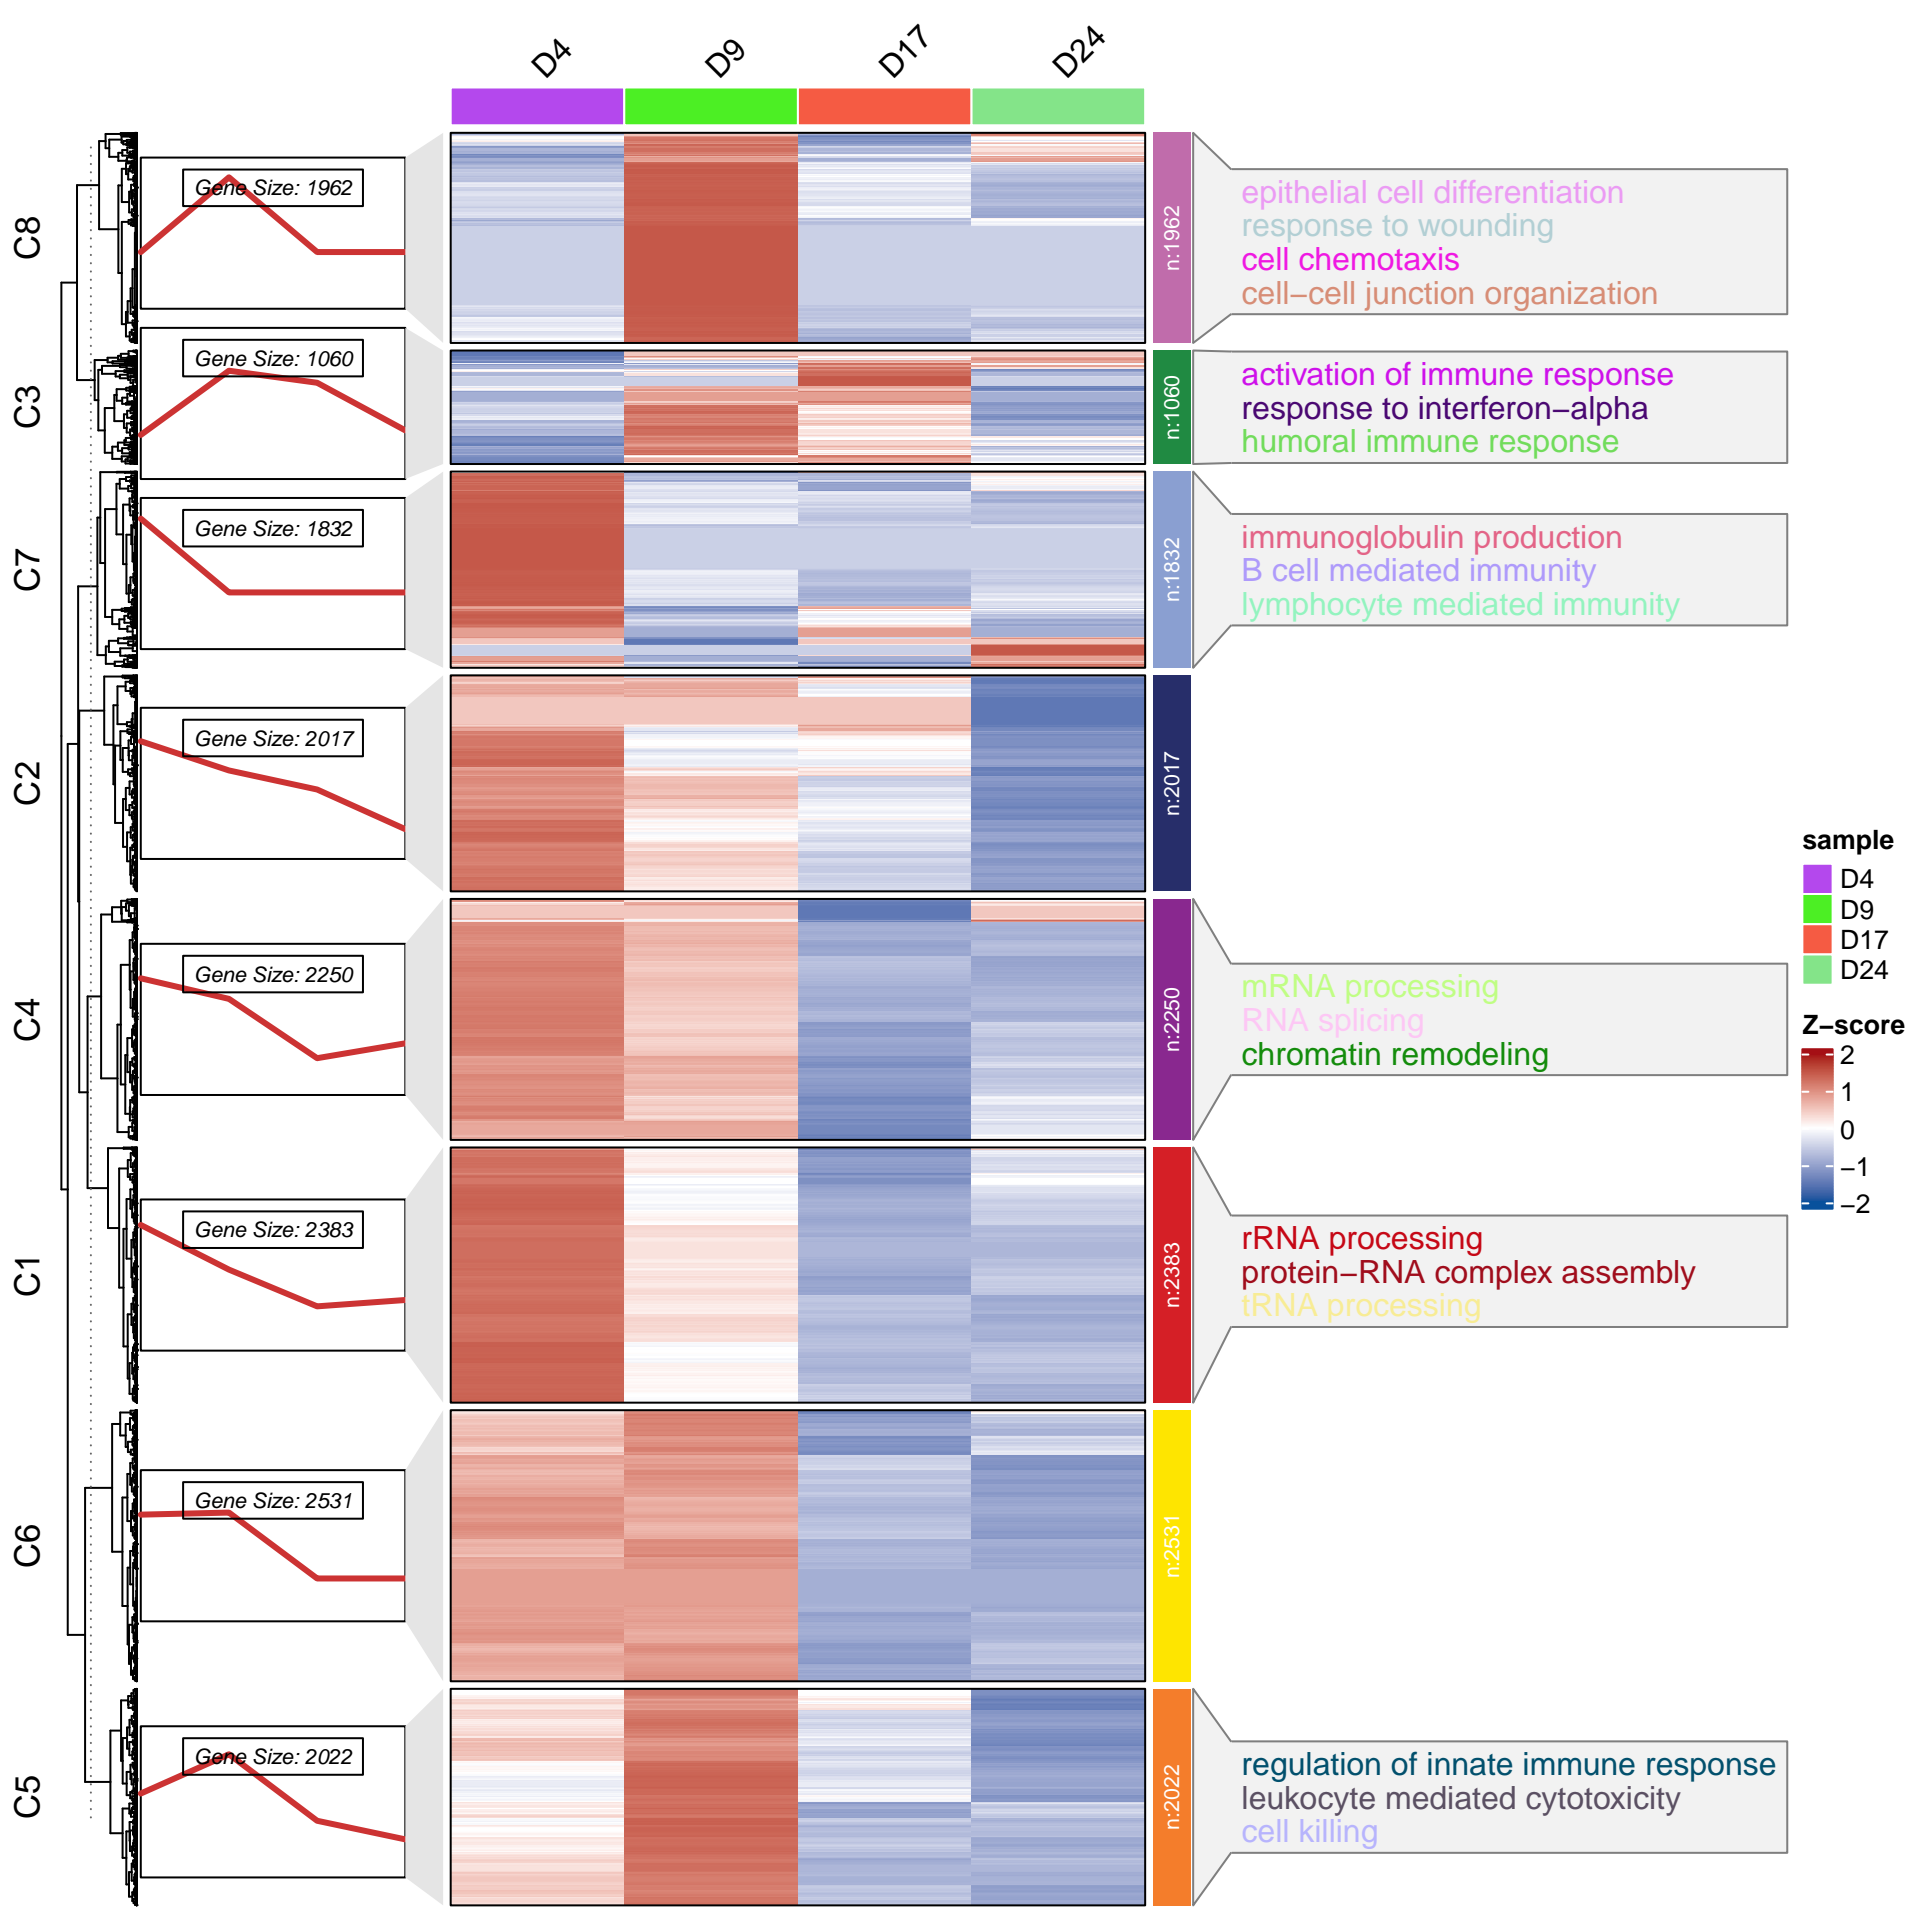 D4 D9 D17 D24
C8
Gene Size: 1962
n:1962
epithelial cell differentiation
response to wounding
cell chemotaxis
cell–cell junction organization
C3
Gene Size: 1060
n:1060
activation of immune response
response to interferon–alpha
humoral immune response
C7
Gene Size: 1832
n:1832
immunoglobulin production
B cell mediated immunity
lymphocyte mediated immunity
C2
Gene Size: 2017
n:2017
C4
Gene Size: 2250
n:2250
mRNA processing
RNA splicing
chromatin remodeling
C1
Gene Size: 2383
n:2383
rRNA processing
protein–RNA complex assembly
tRNA processing
C6
Gene Size: 2531
n:2531
C5
Gene Size: 2022
n:2022
regulation of innate immune response
leukocyte mediated cytotoxicity
cell killing
sample
D4
D9
D17
D24
Z–score
2
1
0
–1
–2